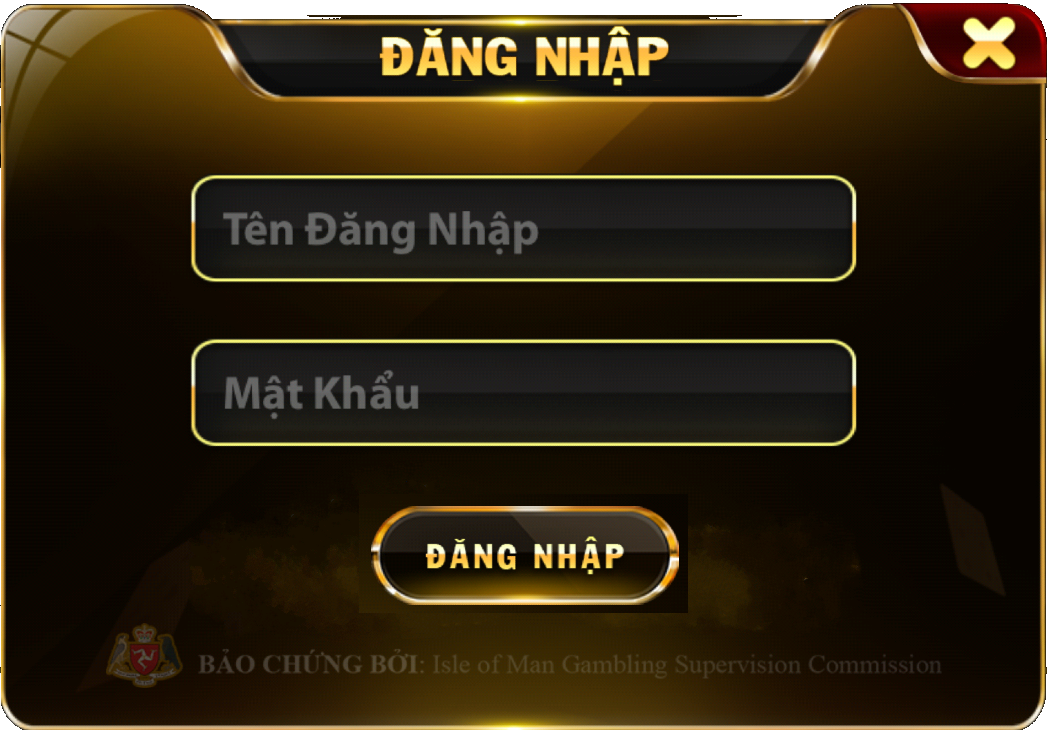 ĐĂNG NHẬP
Tên Đăng Nhập
Mật Khẩu
ĐĂNG NHẬP
BẢO CHỨNG BỞI: Isle of Man Gambling Supervision Commission